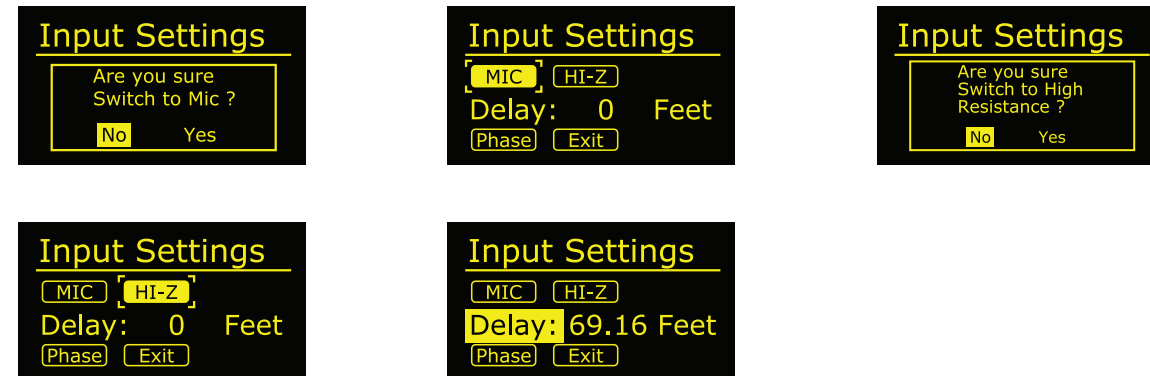 Input Settings
Are you sure
Switch to Mic ?
No Yes
Input Settings
MIC HI-Z
Delay: 0 Feet
Phase Exit
Input Settings
Are you sure
Switch to High
Resistance ?
No Yes
Input Settings
MIC HI-Z
Delay: 0 Feet
Phase Exit
Input Settings
MIC HI-Z
Delay: 69.16 Feet
Phase Exit